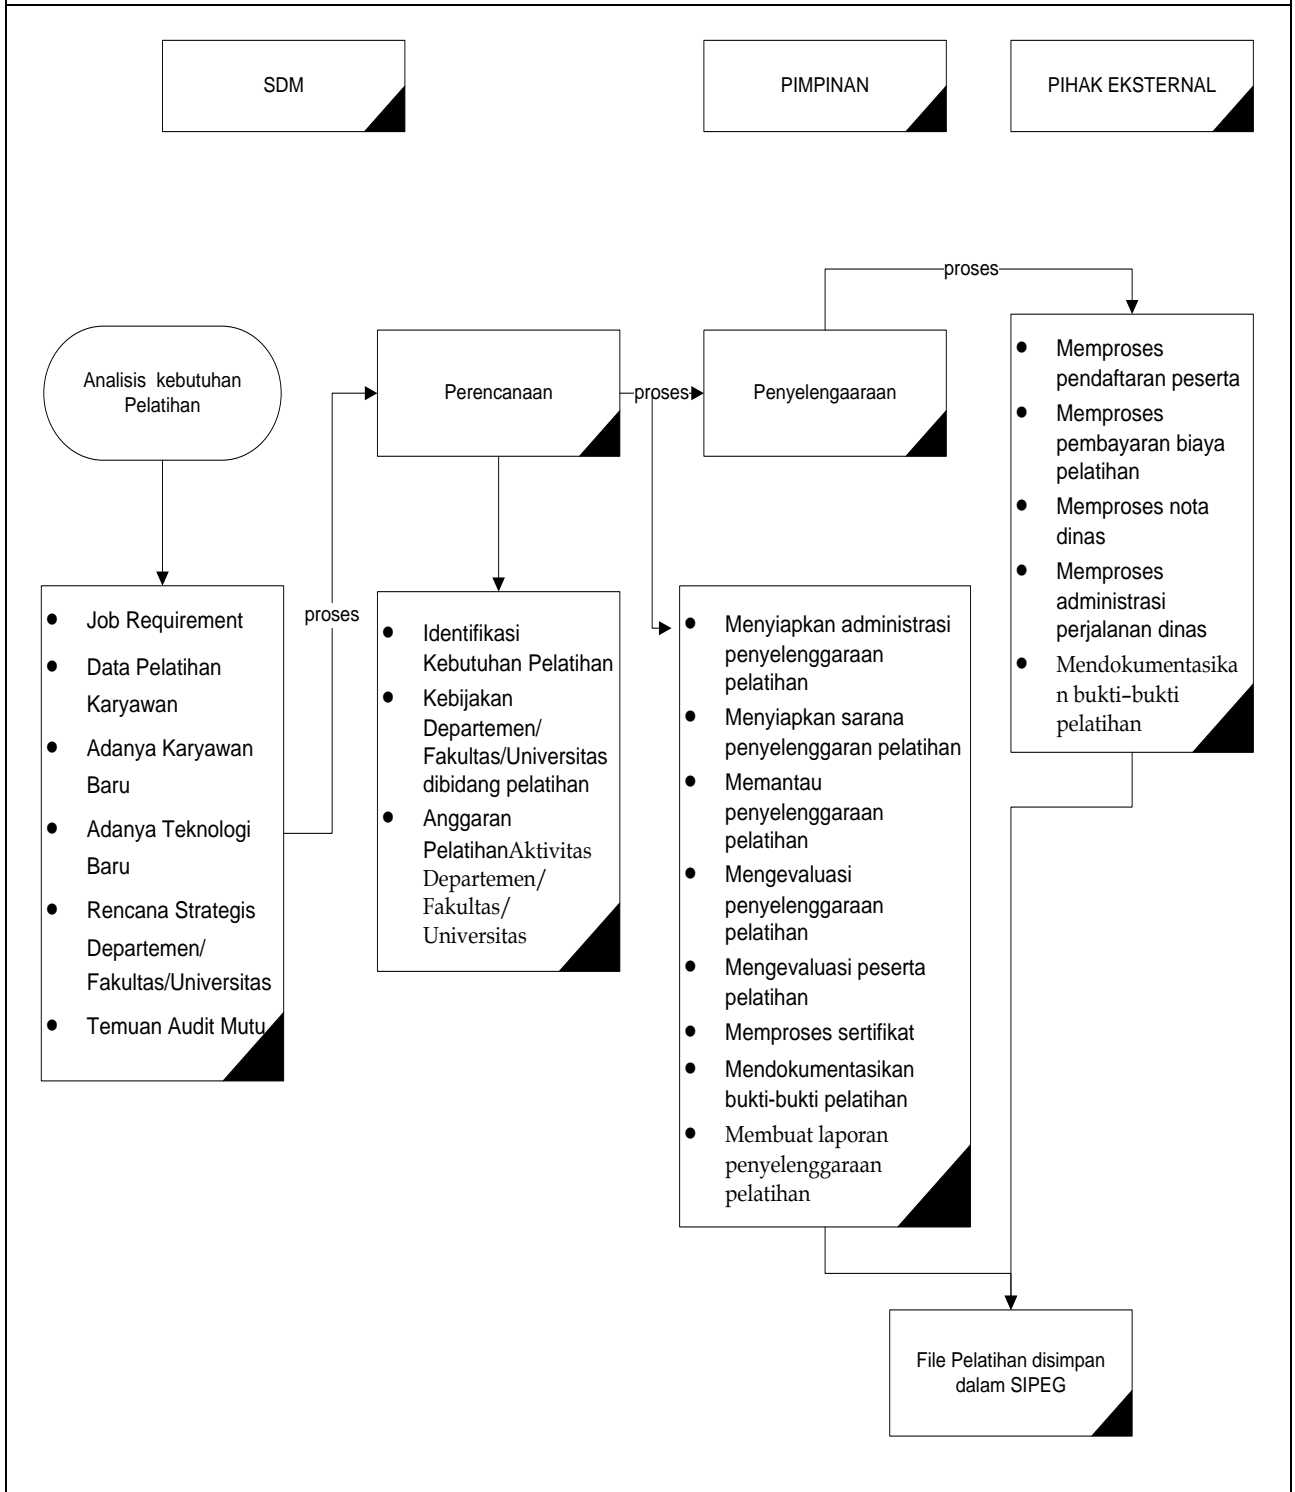 SDM
PIMPINAN
PIHAK EKSTERNAL
Analisis kebutuhan
Pelatihan
● Job Requirement
● Data Pelatihan
Karyawan
● Adanya Karyawan
Baru
● Adanya Teknologi
Baru
● Rencana Strategis
Departemen/
Fakultas/Universitas
● Temuan Audit Mutu
proses
Perencanaan
● Identifikasi
Kebutuhan Pelatihan
● Kebijakan
Departemen/
Fakultas/Universitas
dibidang pelatihan
● Anggaran
PelatihanAktivitas
Departemen/
Fakultas/
Universitas
proses
Penyelengaaraan
● Menyiapkan administrasi
penyelenggaraan
pelatihan
● Menyiapkan sarana
penyelenggaran pelatihan
● Memantau
penyelenggaraan
pelatihan
● Mengevaluasi
penyelenggaraan
pelatihan
● Mengevaluasi peserta
pelatihan
● Memproses sertifikat
● Mendokumentasikan
bukti-bukti pelatihan
● Membuat laporan
penyelenggaraan
pelatihan
proses
● Memproses
pendaftaran peserta
● Memproses
pembayaran biaya
pelatihan
● Memproses nota
dinas
● Memproses
administrasi
perjalanan dinas
● Mendokumentasika
n bukti–bukti
pelatihan
File Pelatihan disimpan
dalam SIPEG